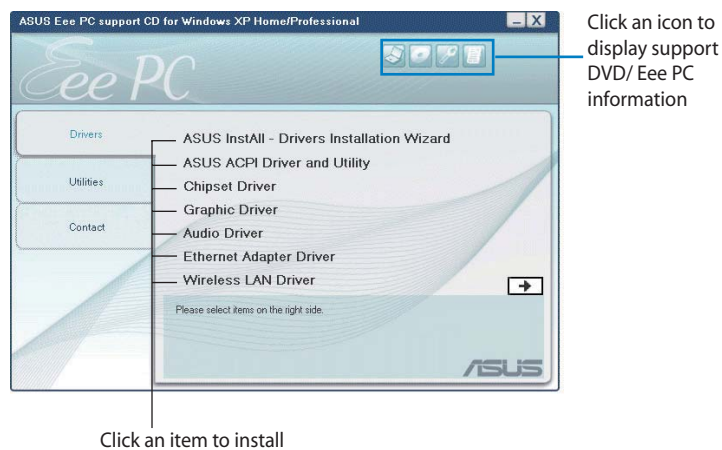 ASUS Eee PC support CD for Windows XP Home/Professional
Click an icon to
display support
DVD/ Eee PC
information
Eee PC
Drivers
Utilities
Contact
ASUS InstAll - Drivers Installation Wizard
ASUS ACPI Driver and Utility
Chipset Driver
Graphic Driver
Audio Driver
Ethernet Adapter Driver
Wireless LAN Driver
Please select items on the right side.
ASUS
Click an item to install